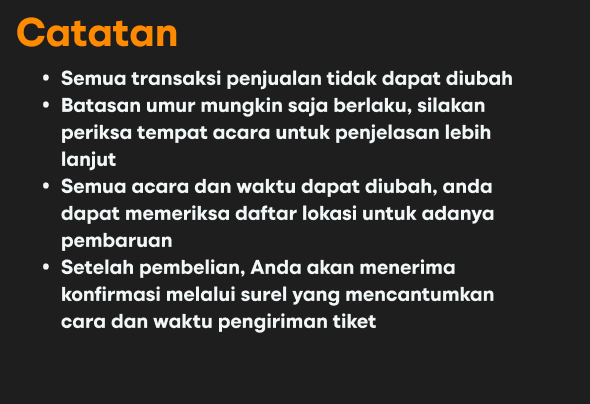 Catatan
• Semua transaksi penjualan tidak dapat diubah
• Batasan umur mungkin saja berlaku, silakan
periksa tempat acara untuk penjelasan lebih
lanjut
• Semua acara dan waktu dapat diubah, anda
dapat memeriksa daftar lokasi untuk adanya
pembaruan
• Setelah pembelian, Anda akan menerima
konfirmasi melalui surel yang mencantumkan
cara dan waktu pengiriman tiket